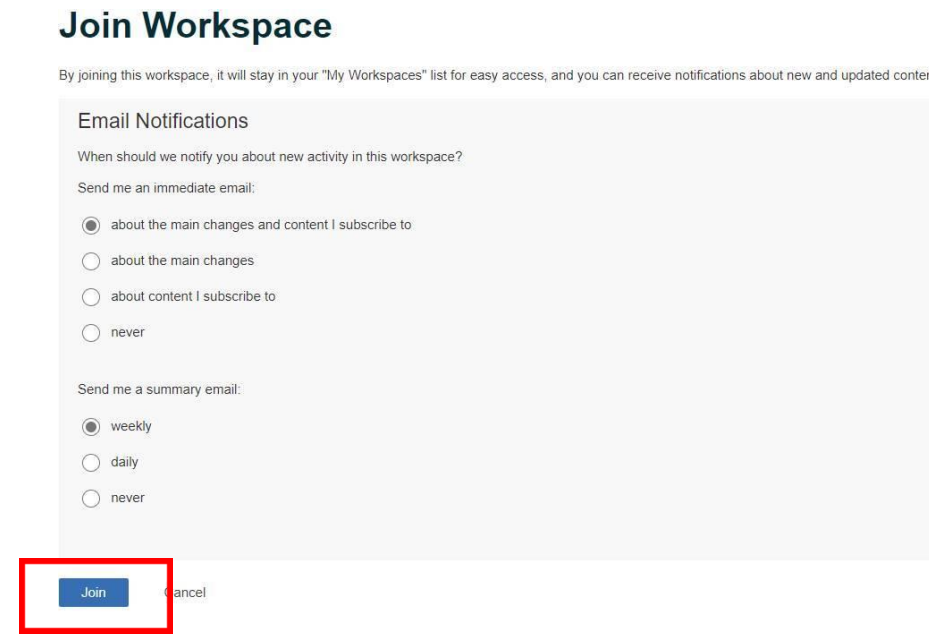 Join Workspace
By joining this workspace, it will stay in your "My Workspaces" list for easy access, and you can receive notifications about new and updated
Email Notifications
When should we notify you about new activity in this workspace?
Send me an immediate email:
about the main changes and content I subscribe to
about the main changes
about content I subscribe to
never
Send me a summary email:
weekly
daily
never
Join Cancel